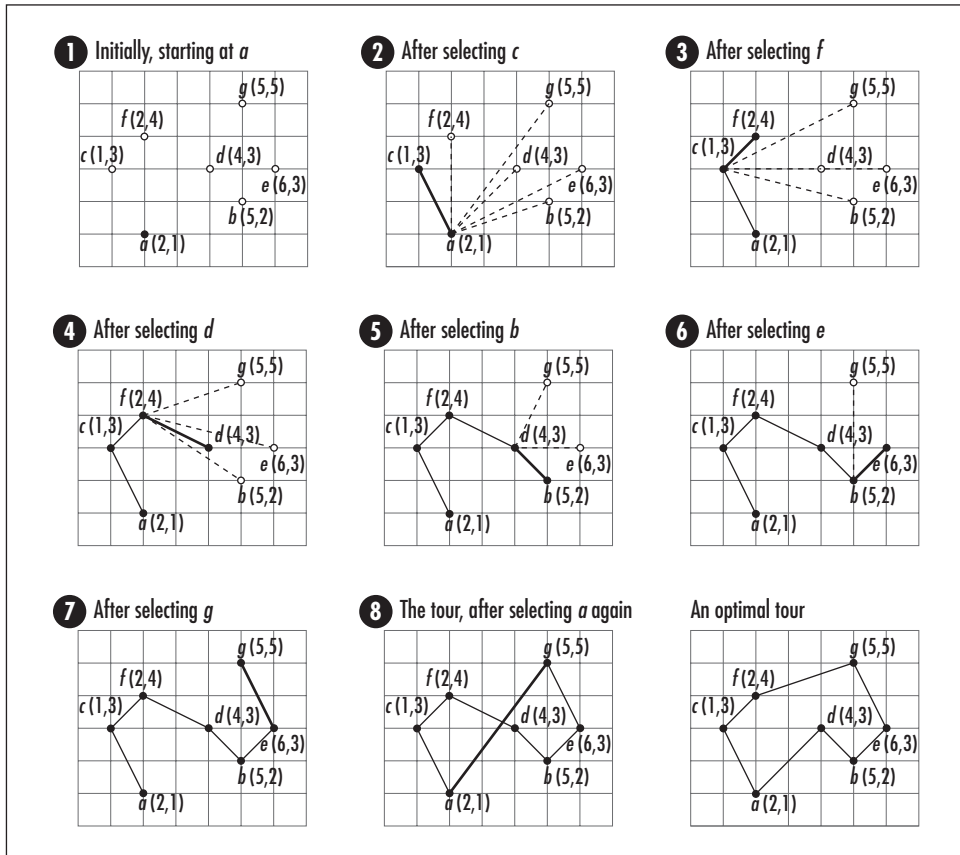 1 Initially, starting at a
g (5,5)
f (2,4)
c (1,3)
d (4,3)
e (6,3)
b (5,2)
a (2,1)
2 After selecting c
g (5,5)
f (2,4)
c (1,3)
d (4,3)
e (6,3)
b (5,2)
a (2,1)
3 After selecting f
g (5,5)
f (2,4)
c (1,3)
d (4,3)
e (6,3)
b (5,2)
a (2,1)
4 After selecting d
g (5,5)
f (2,4)
c (1,3)
d (4,3)
e (6,3)
b (5,2)
a (2,1)
5 After selecting b
g (5,5)
f (2,4)
c (1,3)
d (4,3)
e (6,3)
b (5,2)
a (2,1)
6 After selecting e
g (5,5)
f (2,4)
c (1,3)
d (4,3)
e (6,3)
b (5,2)
a (2,1)
7 After selecting g
g (5,5)
f (2,4)
c (1,3)
d (4,3)
e (6,3)
b (5,2)
a (2,1)
8 The tour, after selecting a again
g (5,5)
f (2,4)
c (1,3)
d (4,3)
e (6,3)
b (5,2)
a (2,1)
An optimal tour
g (5,5)
f (2,4)
c (1,3)
d (4,3)
e (6,3)
b (5,2)
a (2,1)